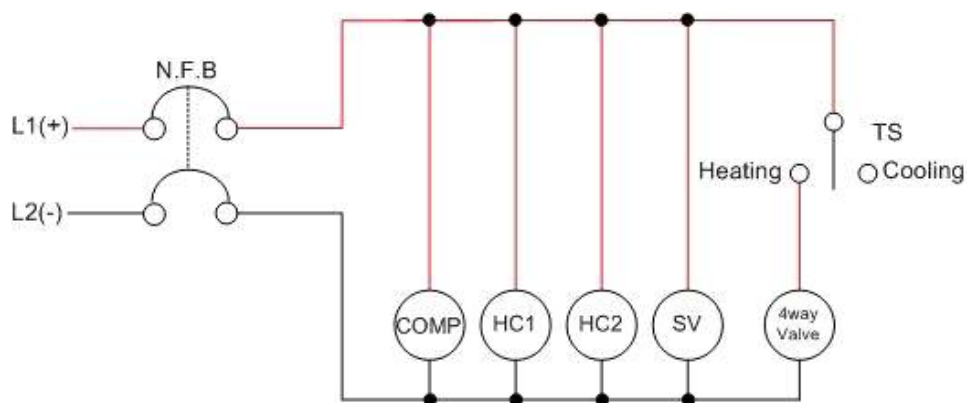 N.F.B
L1(+)
TS
Heating
Cooling
L2(-)
COMP
HC1
HC2
SV
4way
Valve